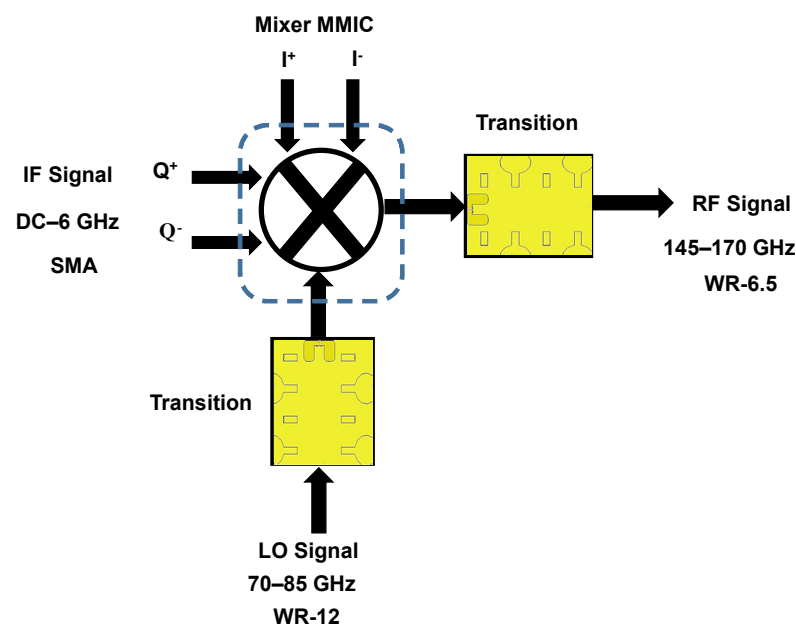 Mixer MMIC
I⁺ I⁻
Transition
IF Signal
DC–6 GHz
SMA
Q⁺
Q⁻
RF Signal
145–170 GHz
WR-6.5
Transition
LO Signal
70–85 GHz
WR-12